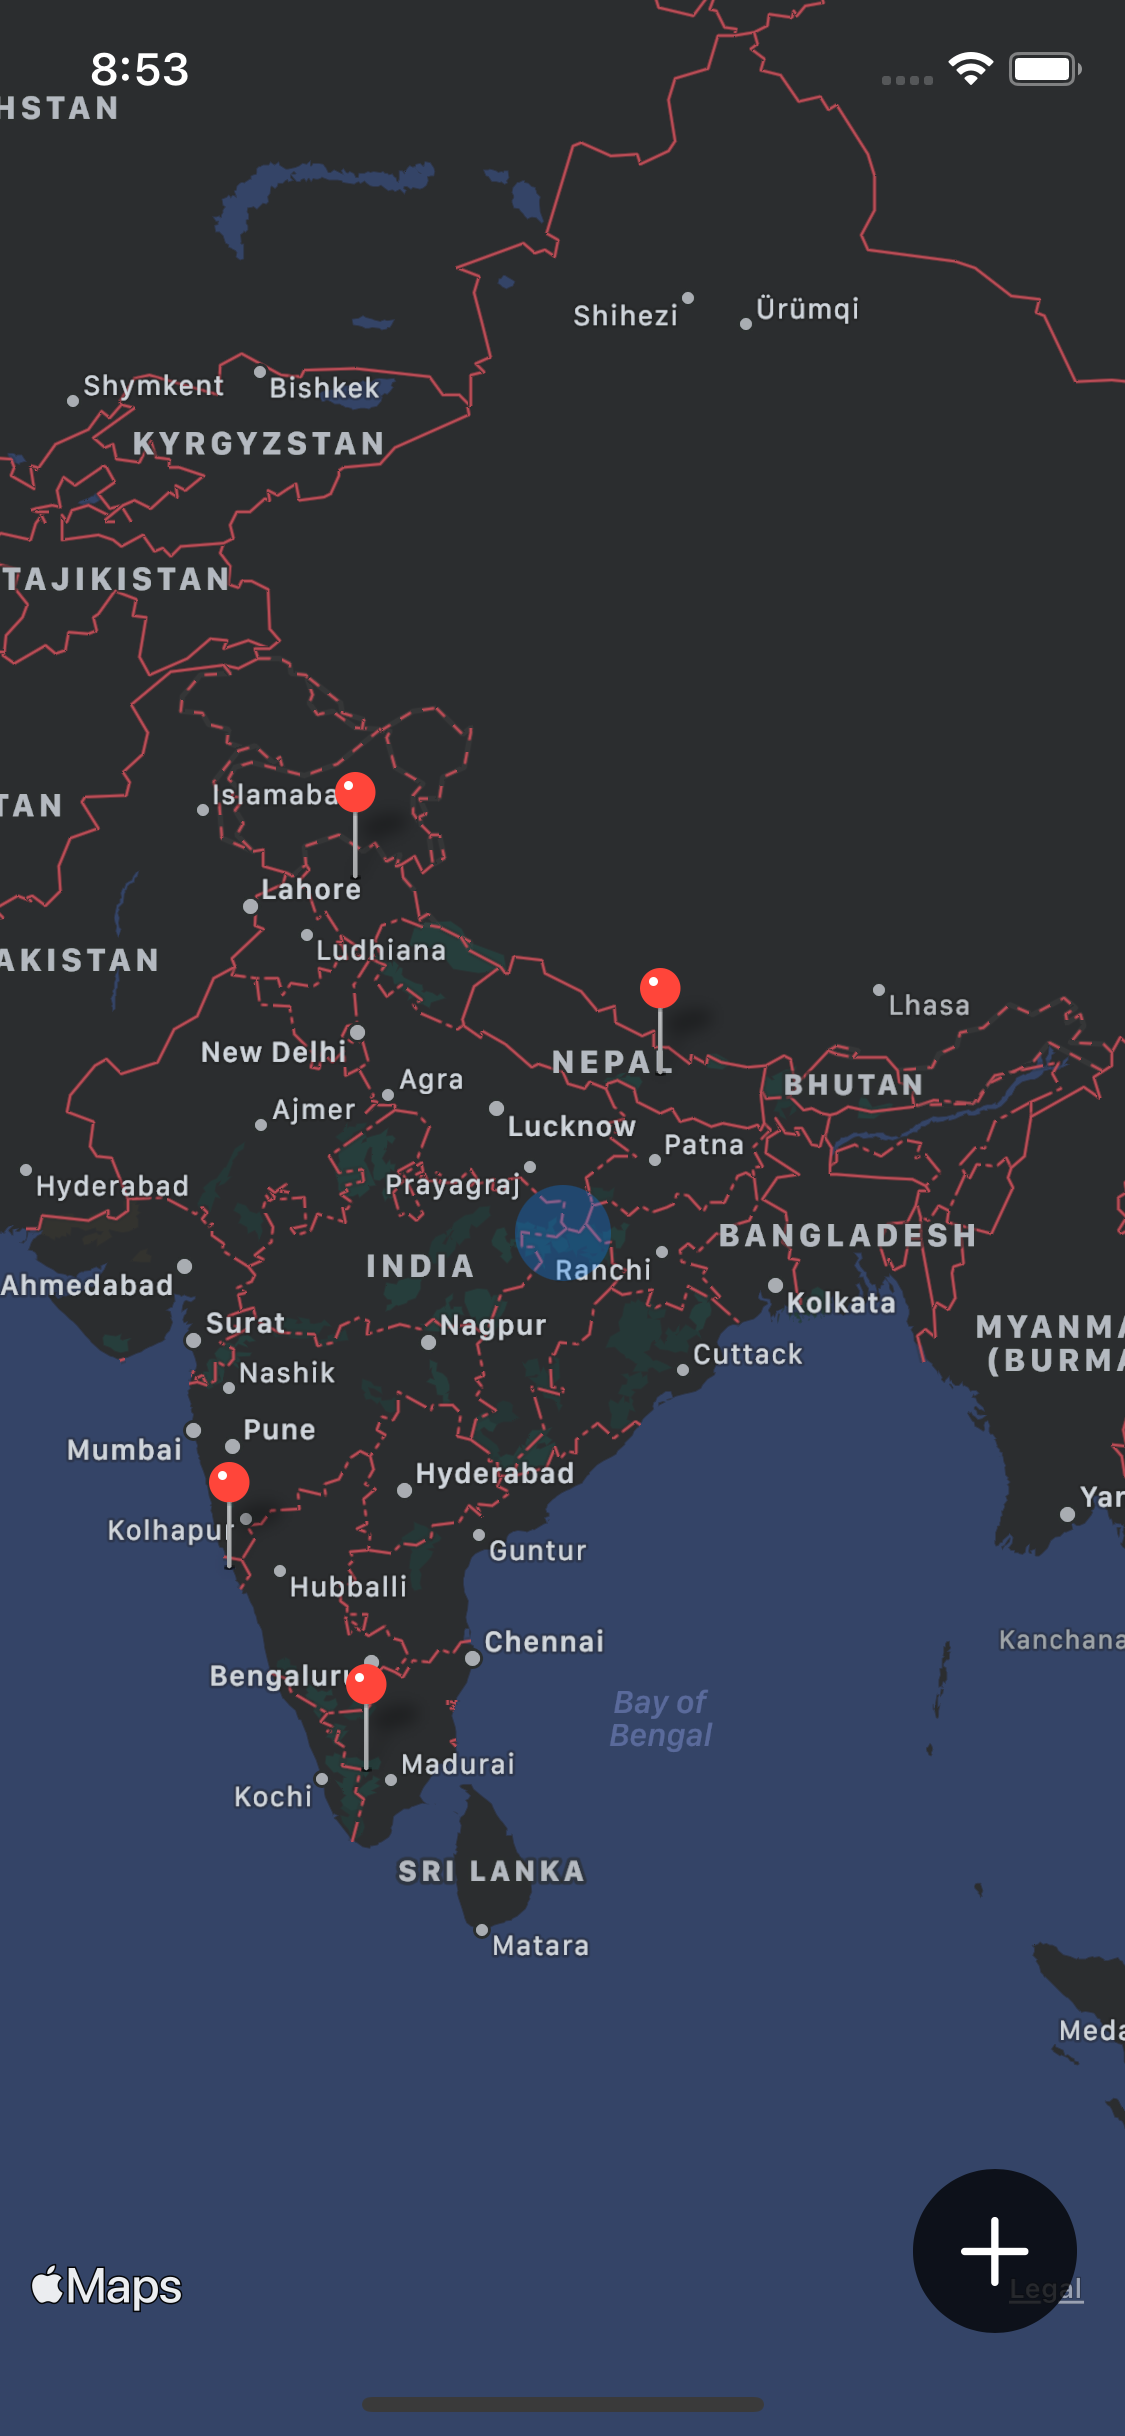 8:53
HSTAN
Shihezi
Ürümqi
Shymkent
Bishkek
KYRGYZSTAN
TAJIKISTAN
TAN
Islamaba
Lahore
Ludhiana
AKISTAN
Lhasa
New Delhi
NEPAL
Agra
BHUTAN
Ajmer
Lucknow
Patna
Prayagraj
Hyderabad
BANGLADESH
INDIA
Ranchi
Ahmedabad
Kolkata
Surat
Nagpur
MYANMA
(BURMA
Cuttack
Nashik
Pune
Mumbai
Hyderabad
Yan
Kolhapur
Guntur
Hubballi
Chennai
Kanchana
Bengaluru
Bay of
Bengal
Madurai
Kochi
SRI LANKA
Matara
Meda
Maps
Legal